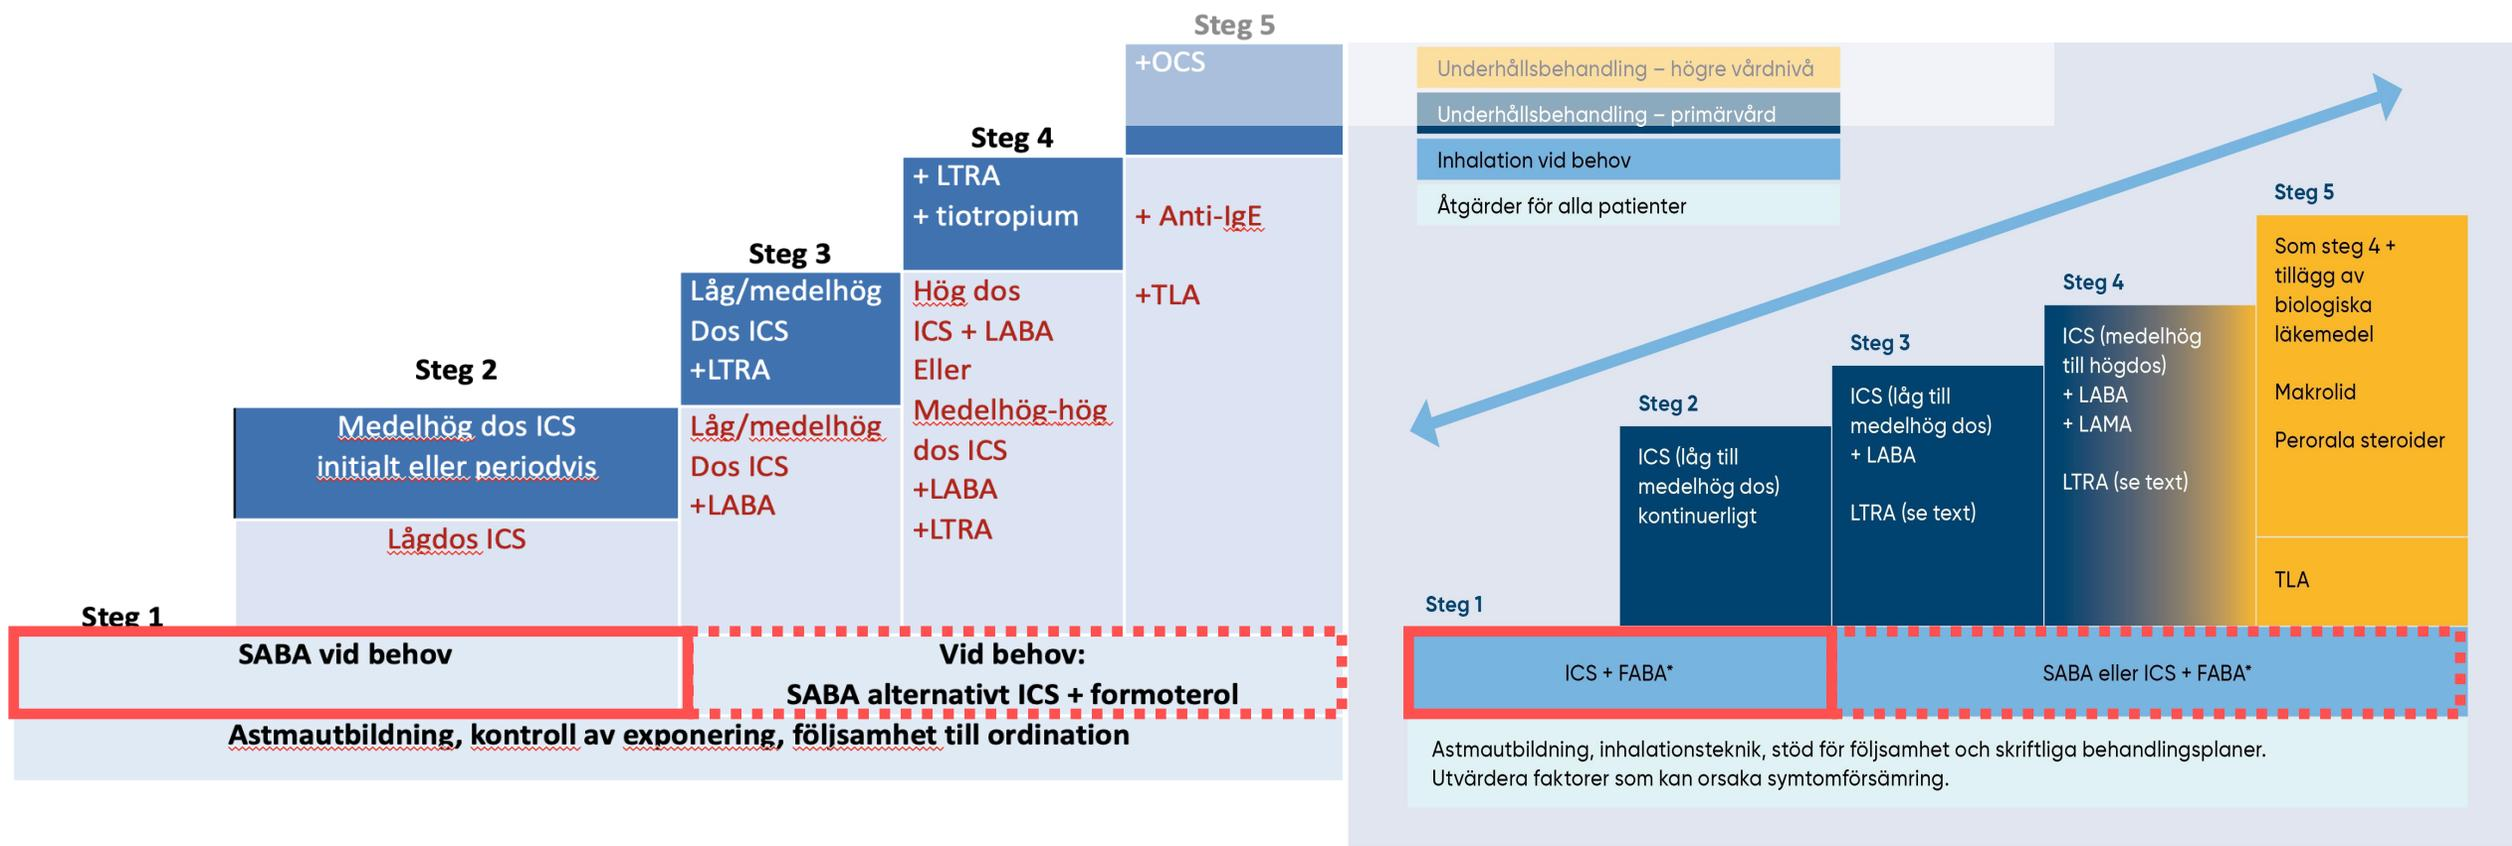 Steg 5
+OCS
+ Anti-IgE
+TLA
Steg 4
+ LTRA
+ tiotropium
Hög dos
ICS + LABA
Eller
Medelhög-hög
dos ICS
+LABA
+LTRA
Steg 3
Låg/medelhög
Dos ICS
+LTRA
Låg/medelhög
Dos ICS
+LABA
Steg 2
Medelhög dos ICS
initialt eller periodvis
Lågdos ICS
Steg 1
SABA vid behov
Vid behov:
SABA alternativt ICS + formoterol
Astmautbildning, kontroll av exponering, följsamhet till ordination
Underhållsbehandling – högre vårdnivå
Underhållsbehandling – primärvård
Inhalation vid behov
Åtgärder för alla patienter
Steg 5
Som steg 4 +
tillägg av
biologiska
läkemedel
Makrolid
Perorala steroider
TLA
Steg 4
ICS (medelhög
till högdos)
+ LABA
+ LAMA
LTRA (se text)
Steg 3
ICS (låg till
medelhög dos)
+ LABA
LTRA (se text)
Steg 2
ICS (låg till
medelhög dos)
kontinuerligt
Steg 1
ICS + FABA*
SABA eller ICS + FABA*
Astmautbildning, inhalationsteknik, stöd för följsamhet och skriftliga behandlingsplaner.
Utvärdera faktorer som kan orsaka symtomförsämring.